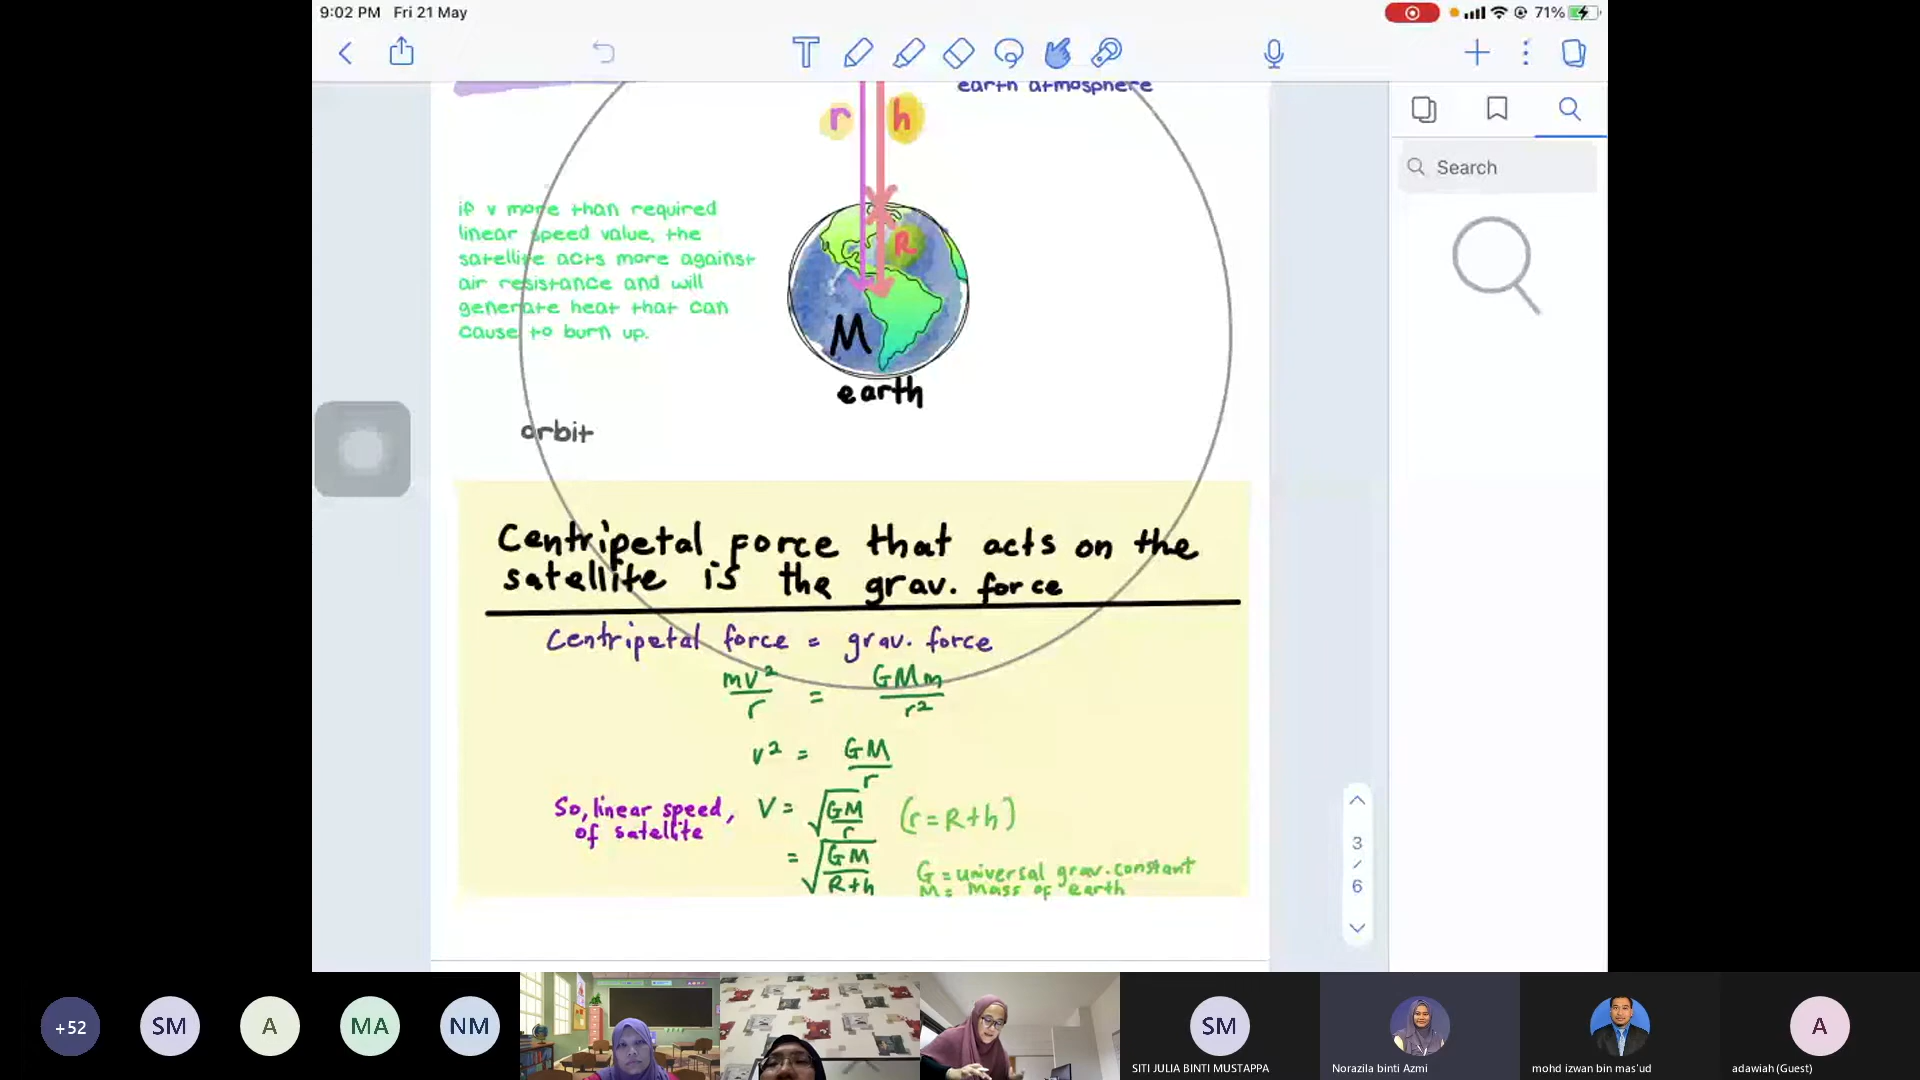 9:02 PM Fri 21 May
71%
earth atmosphere
r
h
Search
if v more than required
linear speed value, the
satellite acts more against
air resistance and will
generate heat that can
cause to burn up.
R
M
earth
orbit
Centripetal force that acts on the
satellite is the grav. force
Centripetal force = grav. force
mv²/r = GMm/r²
v² = GM/r
So, linear speed, V = √GM/r (r = R+h)
of satellite
= √GM/R+h
G = universal grav. constant
M = mass of earth
3
/
6
+52
SM
A
MA
NM
SM
A
SITI JULIA BINTI MUSTAPPA
Norazila binti Azmi
mohd izwan bin mas'ud
adawiah (Guest)